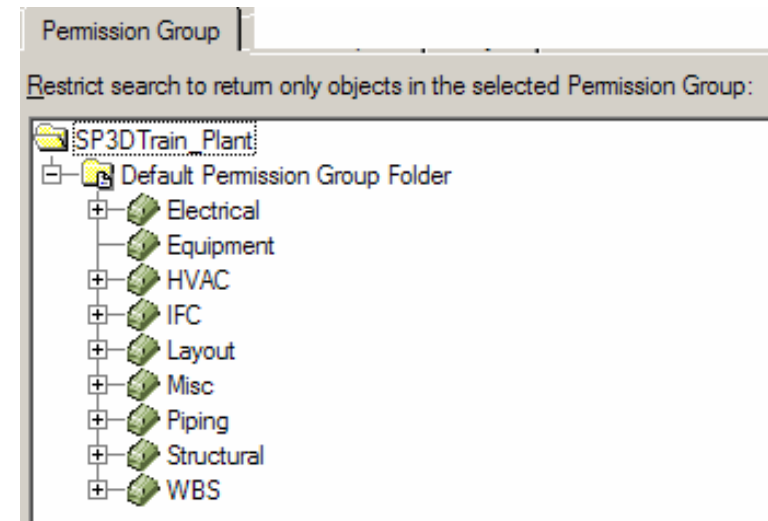 Permission Group
Restrict search to return only objects in the selected Permission Group:
SP3DTrain_Plant
Default Permission Group Folder
Electrical
Equipment
HVAC
IFC
Layout
Misc
Piping
Structural
WBS